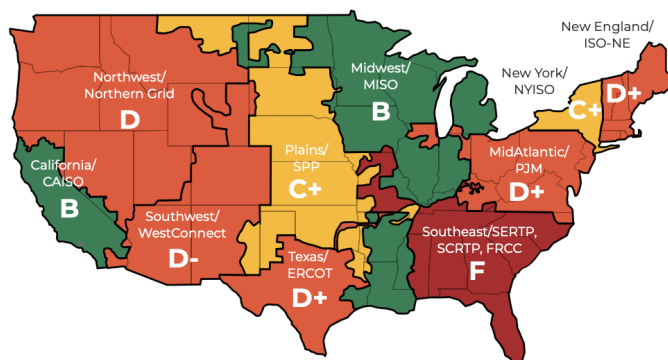 New England/
ISO-NE
New York/
NYISO
C+
D+
Midwest/
MISO
B
Northwest/
Northern Grid
D
California/
CAISO
B
Plains/
SPP
C+
MidAtlantic/
PJM
D+
Southwest/
WestConnect
D-
Texas/
ERCOT
D+
Southeast/SERTP,
SCRTP, FRCC
F